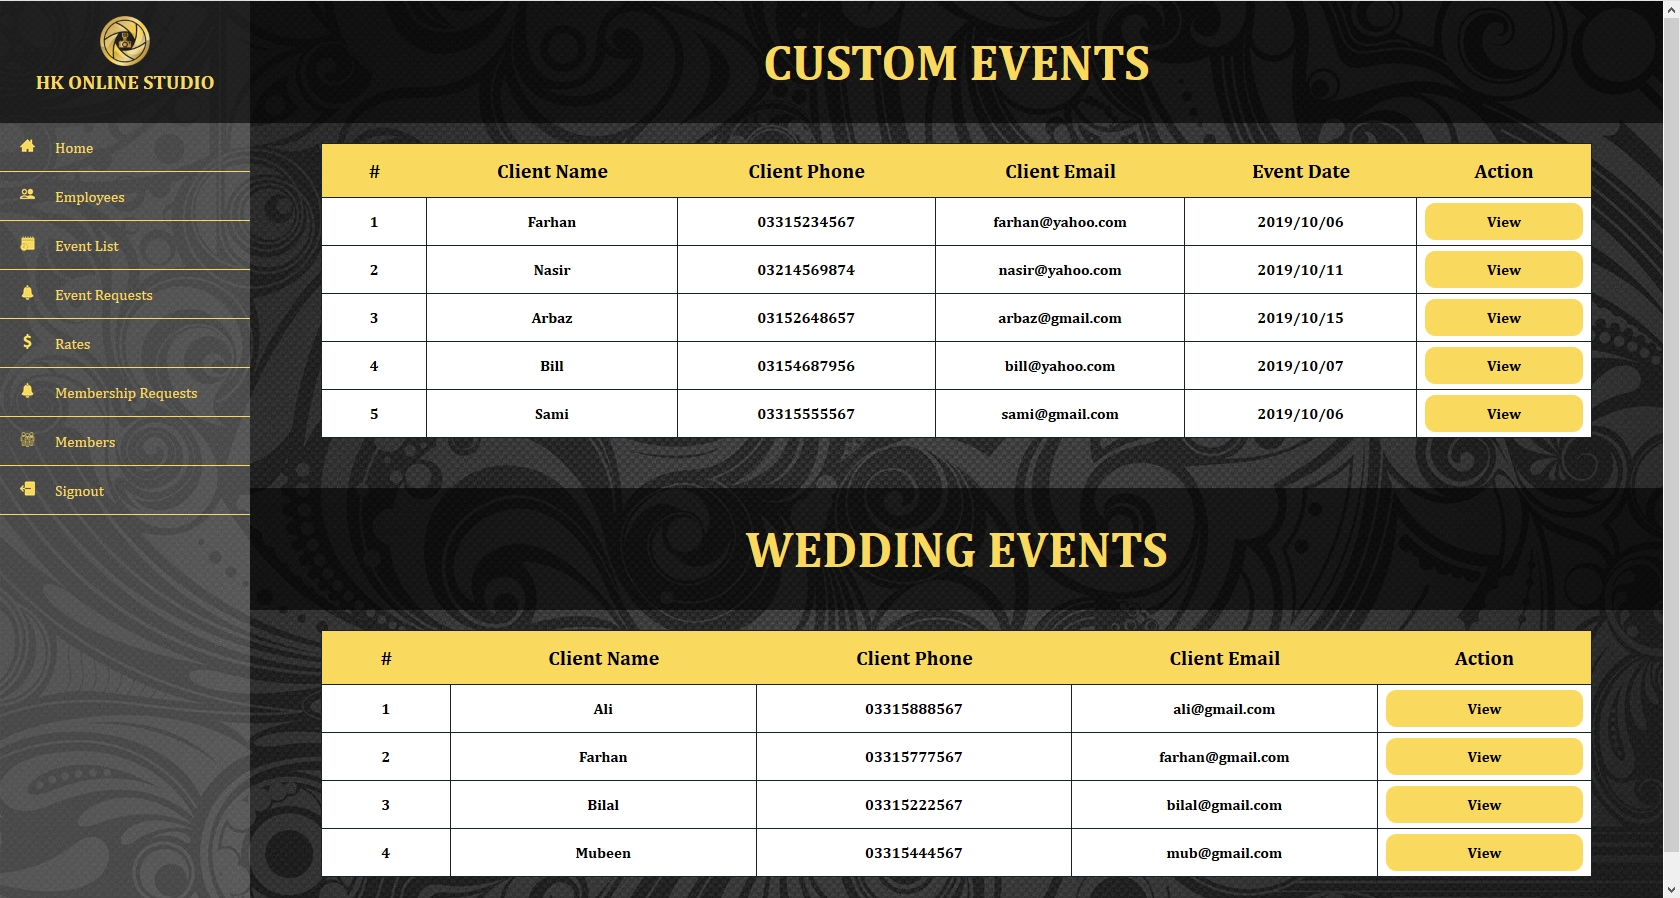 HK ONLINE STUDIO
Home
Employees
Event List
Event Requests
Rates
Membership Requests
Members
Signout
CUSTOM EVENTS
# Client Name Client Phone Client Email Event Date Action
1 Farhan 03315234567 farhan@yahoo.com 2019/10/06 View
2 Nasir 03214569874 nasir@yahoo.com 2019/10/11 View
3 Arbaz 03152648657 arbaz@gmail.com 2019/10/15 View
4 Bill 03154687956 bill@yahoo.com 2019/10/07 View
5 Sami 03315555567 sami@gmail.com 2019/10/06 View
WEDDING EVENTS
# Client Name Client Phone Client Email Action
1 Ali 03315888567 ali@gmail.com View
2 Farhan 03315777567 farhan@gmail.com View
3 Bilal 03315222567 bilal@gmail.com View
4 Mubeen 03315444567 mub@gmail.com View